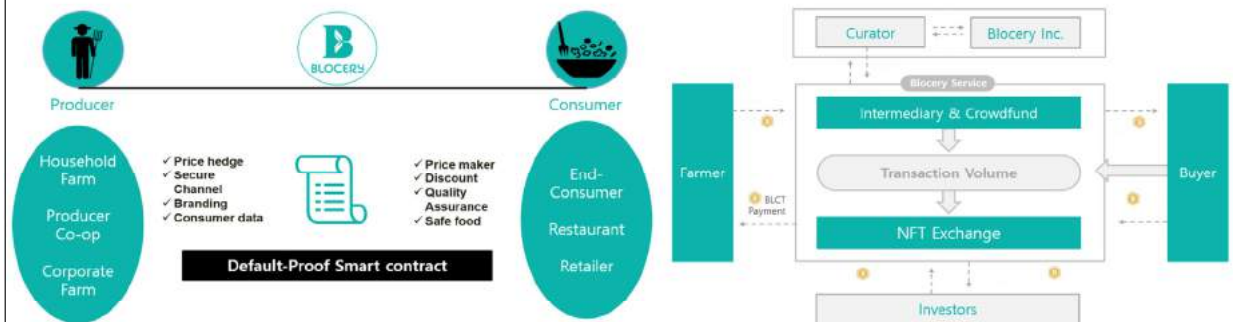 BLOCERY
Producer
Consumer
Household
Farm
Producer
Co-op
Corporate
Farm
✓ Price hedge
✓ Secure
Channel
✓ Branding
✓ Consumer data
✓ Price maker
✓ Discount
✓ Quality
Assurance
✓ Safe food
Default-Proof Smart contract
End-
Consumer
Restaurant
Retailer
Curator
Blocery Inc.
Blocery Service
Farmer
Intermediary & Crowdfund
Transaction Volume
NFT Exchange
BLCT
Payment
Buyer
Investors